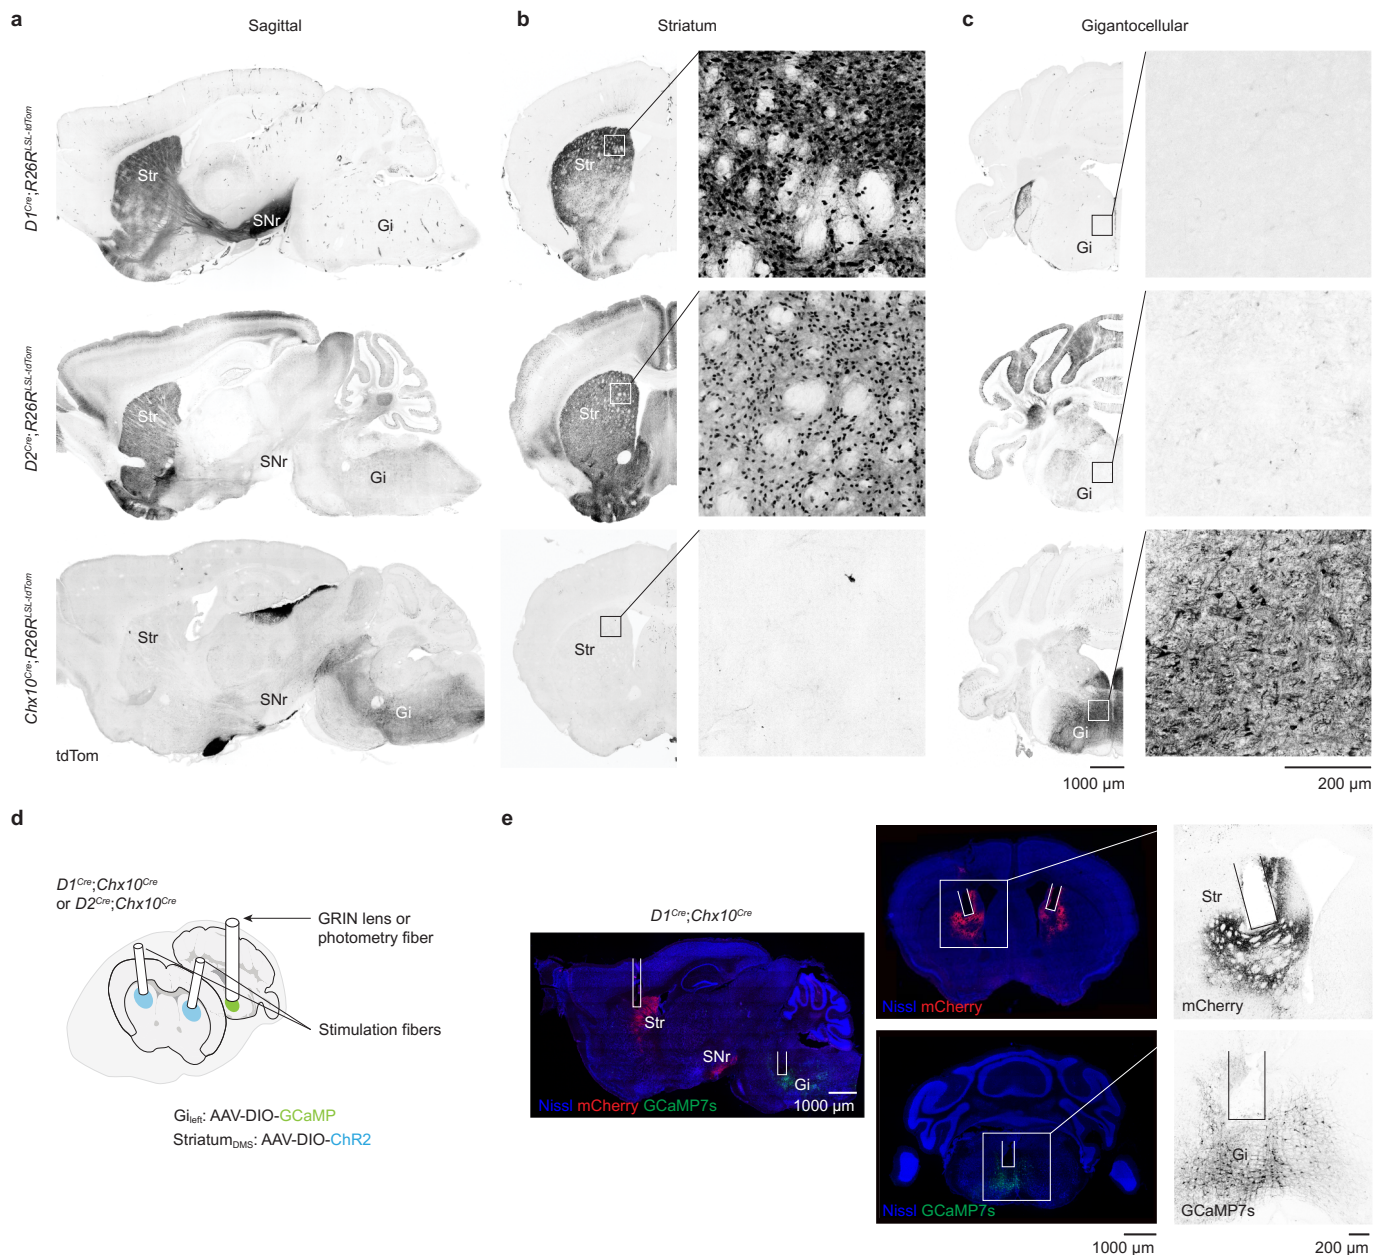 a
Sagittal
b
Striatum
c
Gigantocellular
D1Cre;R26RLSL-tdTom
Str
SNr
Gi
Str
Gi
D2Cre;R26RLSL-tdTom
Str
SNr
Gi
Str
Gi
Chx10Cre;R26RLSL-tdTom
Str
SNr
Gi
Str
Gi
tdTom
1000 µm
200 µm
d
D1Cre;Chx10Cre
or D2Cre;Chx10Cre
GRIN lens or
photometry fiber
Stimulation fibers
Gileft: AAV-DIO-GCaMP
StriatumDMS: AAV-DIO-ChR2
e
D1Cre;Chx10Cre
Str
SNr
Gi
Nissl mCherry GCaMP7s
1000 µm
Nissl mCherry
Str
mCherry
Nissl GCaMP7s
Gi
GCaMP7s
1000 µm
200 µm